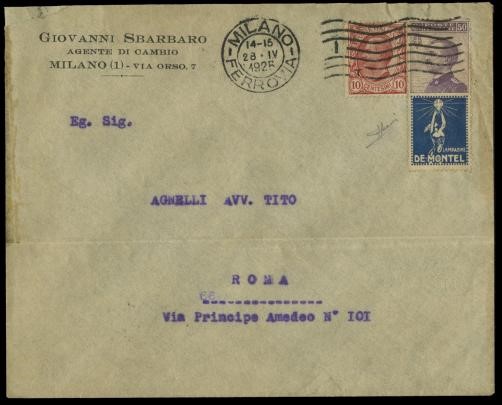 GIOVANNI SBARBARO
AGENTE DI CAMBIO
MILANO (1) - VIA ORSO, 7
MILANO
14-15
28·IV
1925
FERROVIA
10 CENTESIMI 10
50
LAMPADINE
DE MONTEL
Eg. Sig.
AGNELLI AVV. TITO
ROMA
Via Principe Amedeo N° IOI